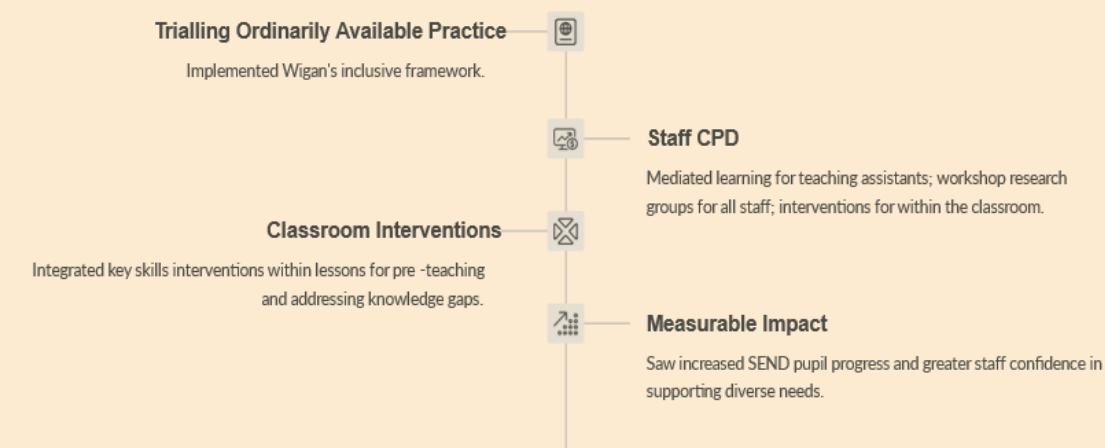 Trialling Ordinarily Available Practice
Implemented Wigan's inclusive framework.
Staff CPD
Mediated learning for teaching assistants; workshop research
groups for all staff; interventions for within the classroom.
Classroom Interventions
Integrated key skills interventions within lessons for pre -teaching
and addressing knowledge gaps.
Measurable Impact
Saw increased SEND pupil progress and greater staff confidence in
supporting diverse needs.